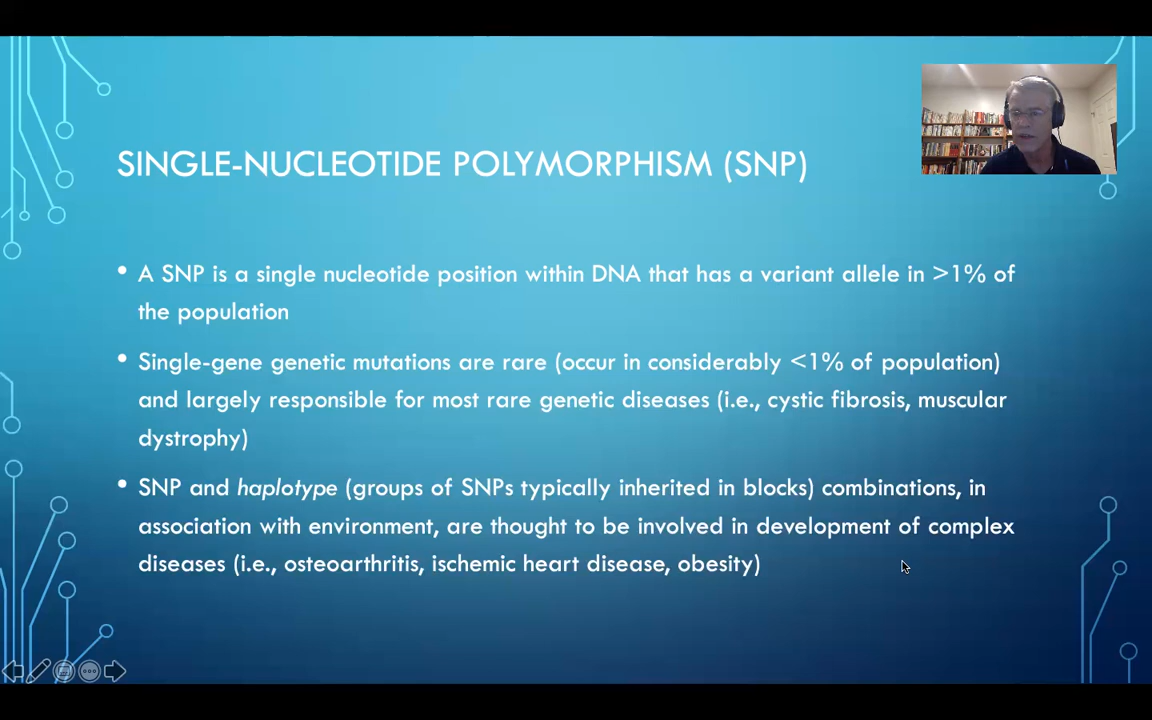 SINGLE-NUCLEOTIDE POLYMORPHISM (SNP)
• A SNP is a single nucleotide position within DNA that has a variant allele in >1% of
the population
• Single-gene genetic mutations are rare (occur in considerably <1% of population)
and largely responsible for most rare genetic diseases (i.e., cystic fibrosis, muscular
dystrophy)
• SNP and haplotype (groups of SNPs typically inherited in blocks) combinations, in
association with environment, are thought to be involved in development of complex
diseases (i.e., osteoarthritis, ischemic heart disease, obesity)